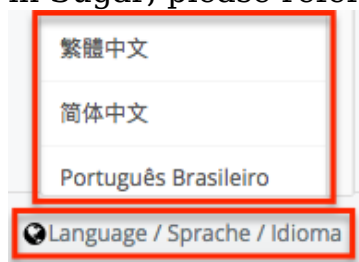 in Sugar, please refer
繁體中文
简体中文
Português Brasileiro
Language / Sprache / Idioma